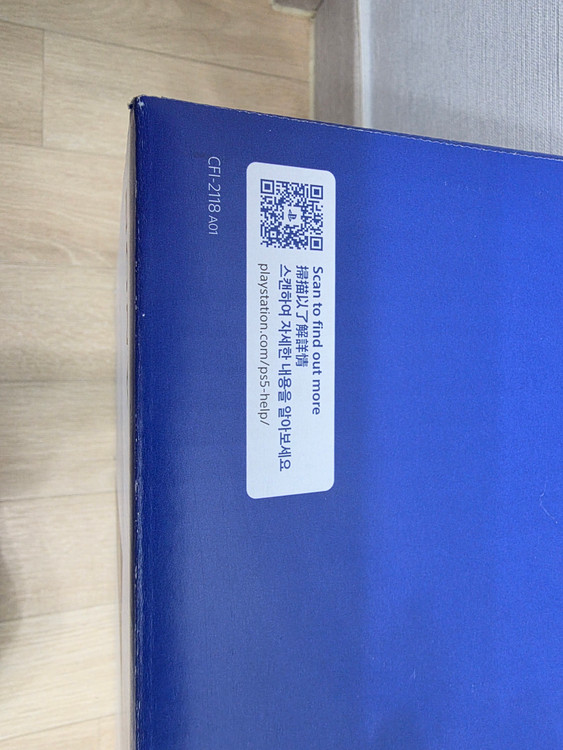 CFI-2118 A01
Scan to find out more
掃描以了解詳情
스캔하여 자세한 내용을 알아보세요
playstation.com/ps5-help/